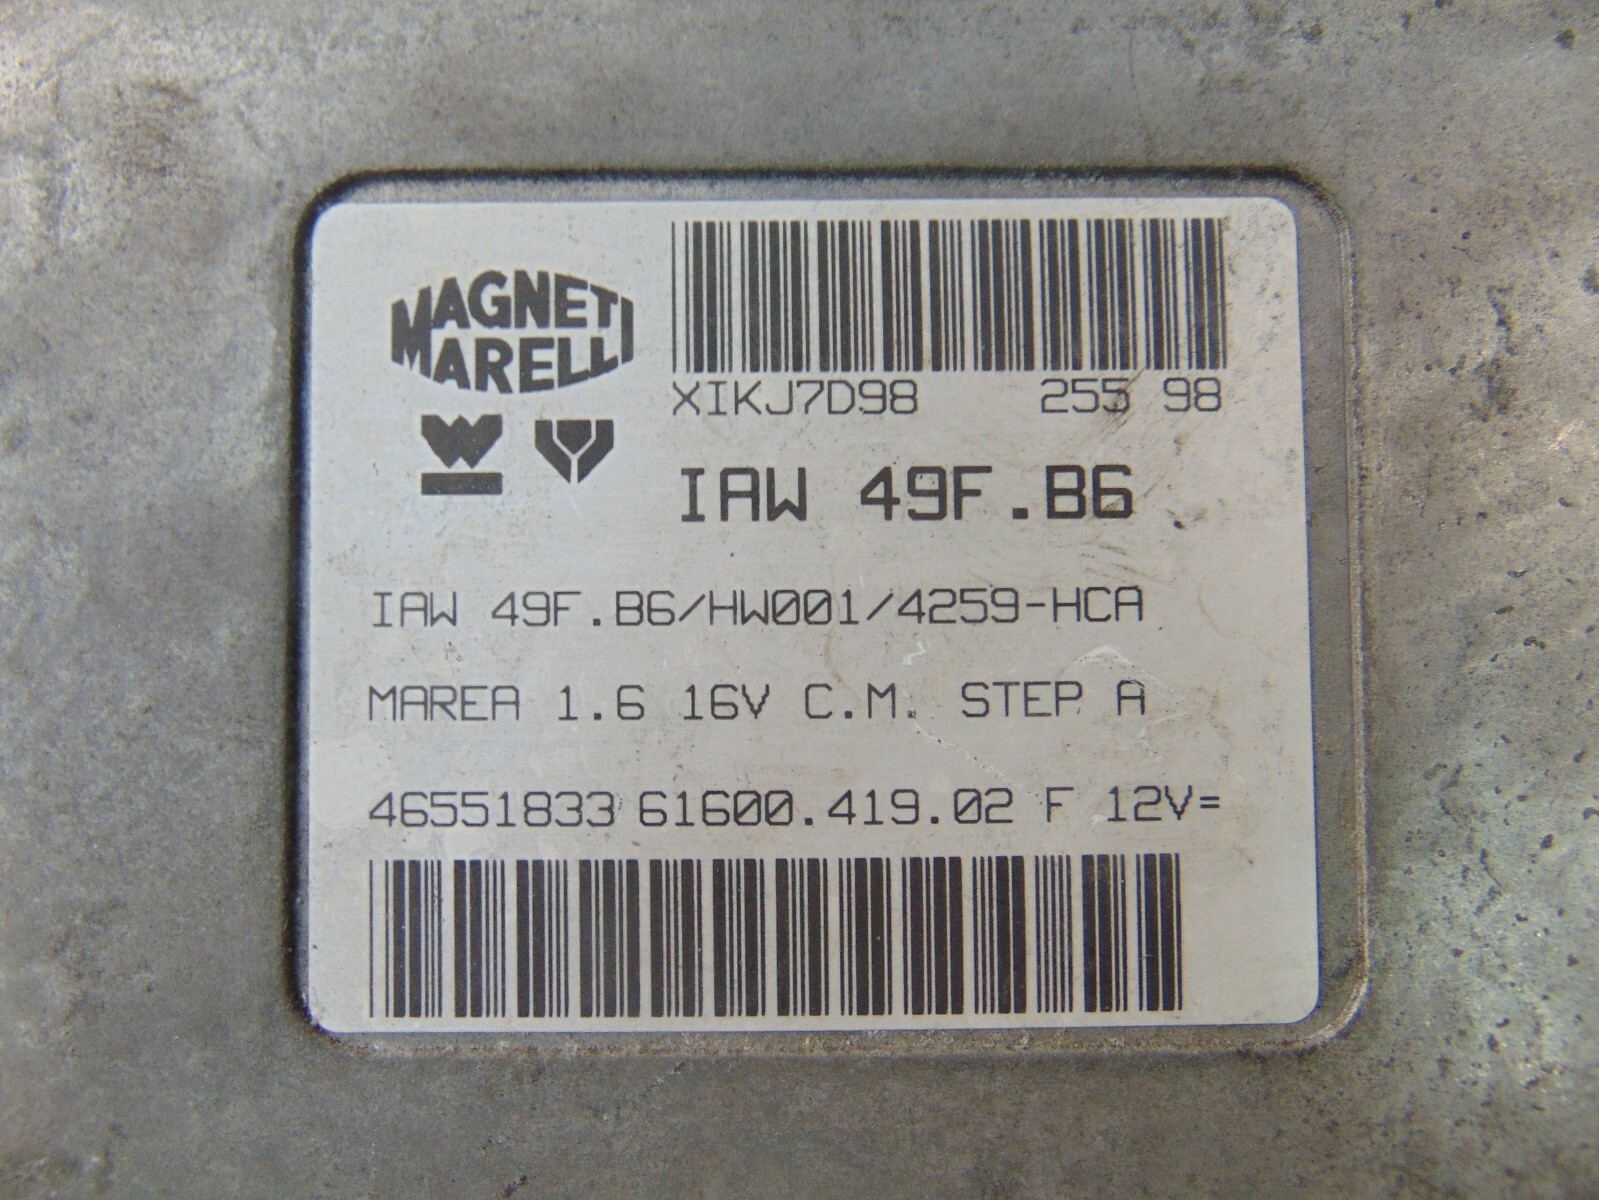 MAGNETI
MARELLI
XIKJ7D98 255 98
IAW 49F.B6
IAW 49F.B6/HW001/4259-HCA
MAREA 1.6 16V C.M. STEP A
46551833 61600.419.02 F 12V=